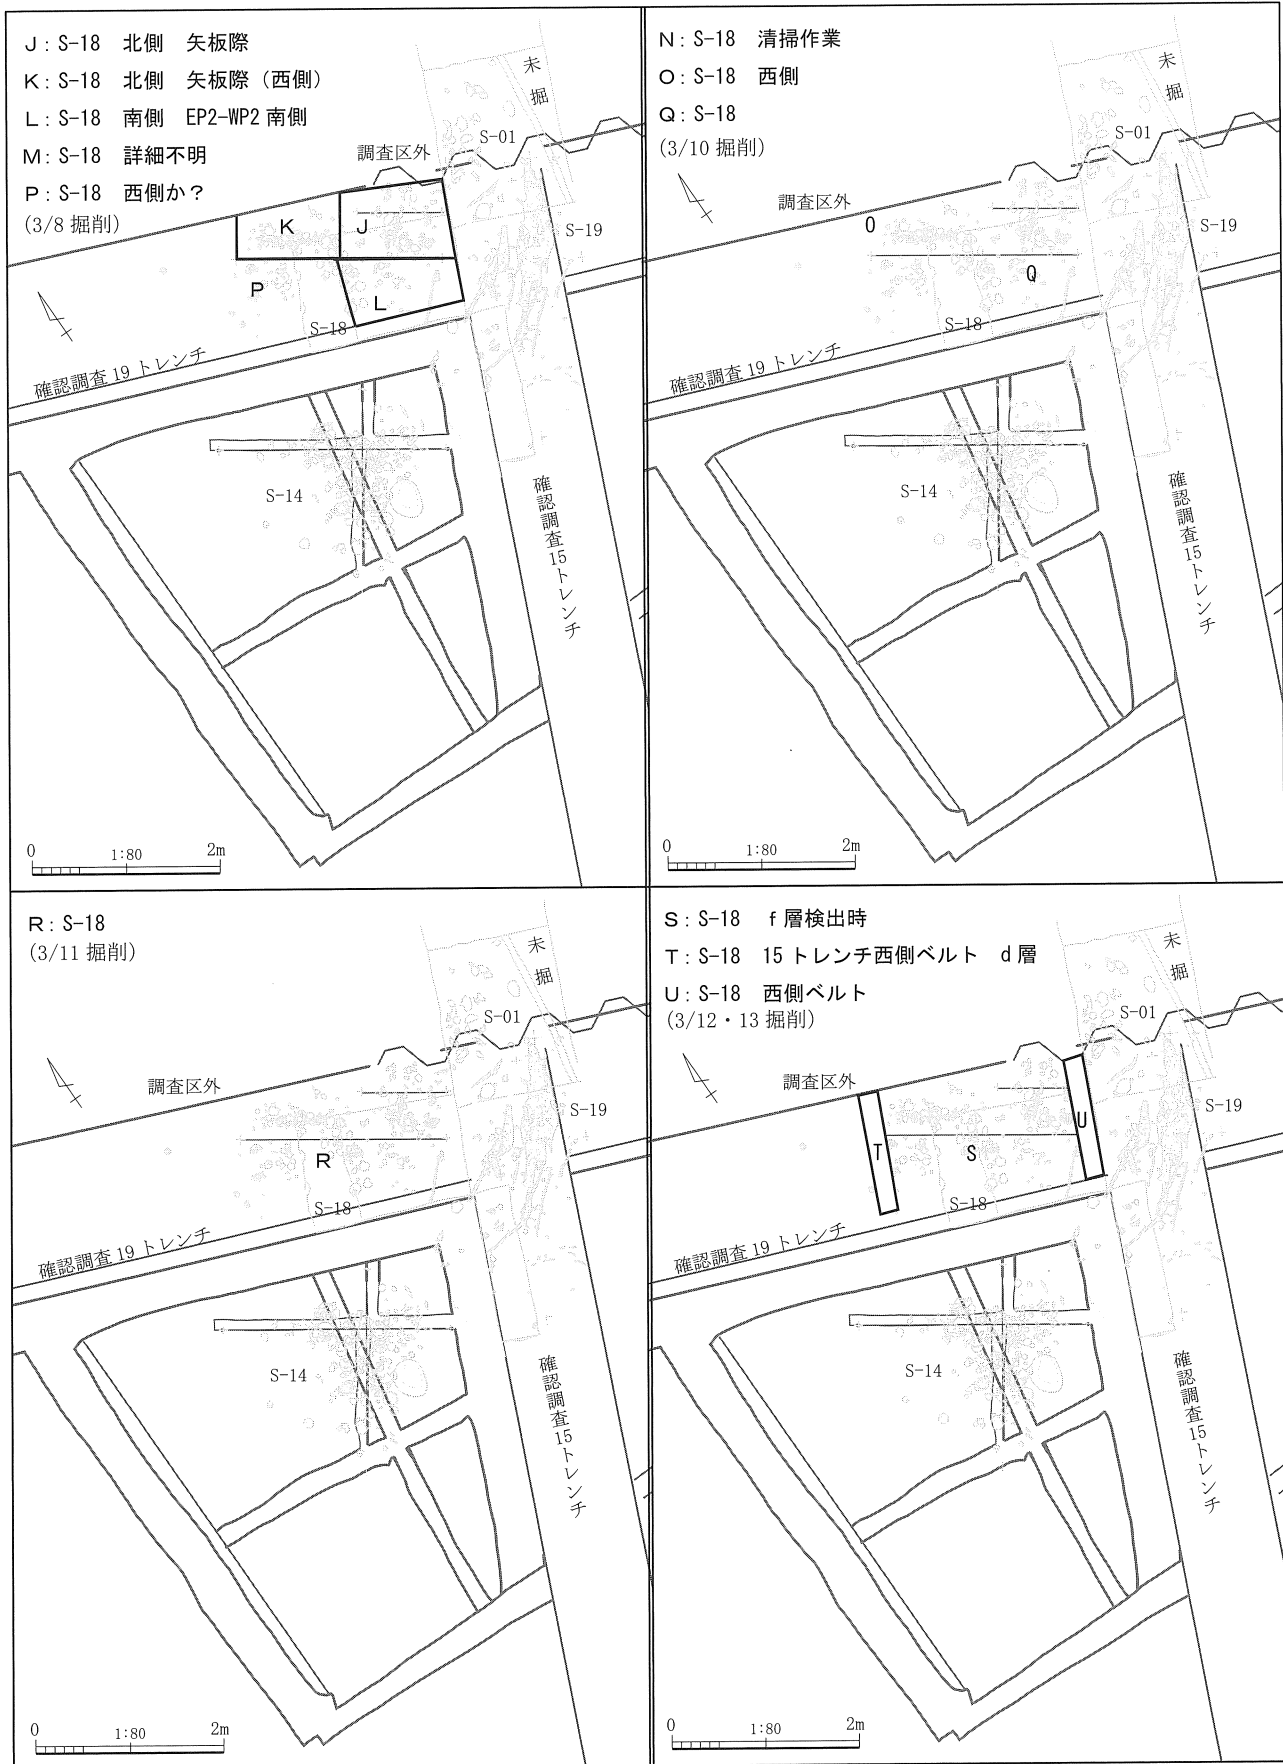 J：S-18　北側　矢板際
K：S-18　北側　矢板際（西側）
L：S-18　南側　EP2-WP2 南側
M：S-18　詳細不明
P：S-18　西側か？
(3/8 掘削)
未掘
S-01
調査区外
K
J
S-19
P
L
S-18
確認調査 19 トレンチ
S-14
確認調査15トレンチ
0
1:80
2m
N：S-18　清掃作業
O：S-18　西側
Q：S-18
(3/10 掘削)
未掘
S-01
調査区外
O
S-19
Q
S-18
確認調査 19 トレンチ
S-14
確認調査15トレンチ
0
1:80
2m
R：S-18
(3/11 掘削)
未掘
S-01
調査区外
S-19
R
S-18
確認調査 19 トレンチ
S-14
確認調査15トレンチ
0
1:80
2m
S：S-18　f 層検出時
T：S-18　15 トレンチ西側ベルト　d 層
U：S-18　西側ベルト
(3/12・13 掘削)
未掘
S-01
調査区外
S-19
U
T
S
S-18
確認調査 19 トレンチ
S-14
確認調査15トレンチ
0
1:80
2m